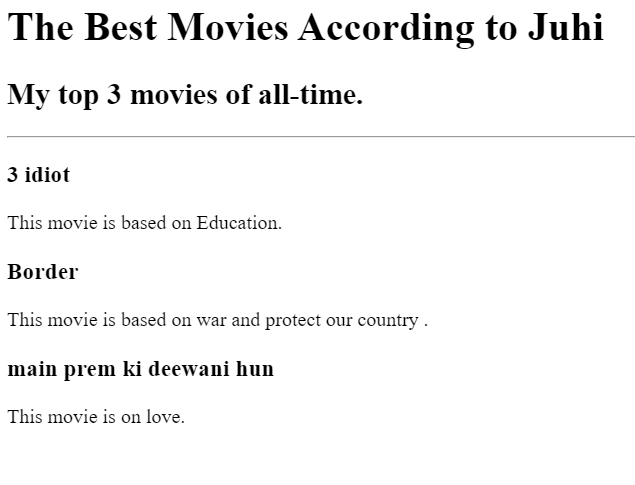 The Best Movies According to Juhi
My top 3 movies of all-time.
3 idiot
This movie is based on Education.
Border
This movie is based on war and protect our country .
main prem ki deewani hun
This movie is on love.